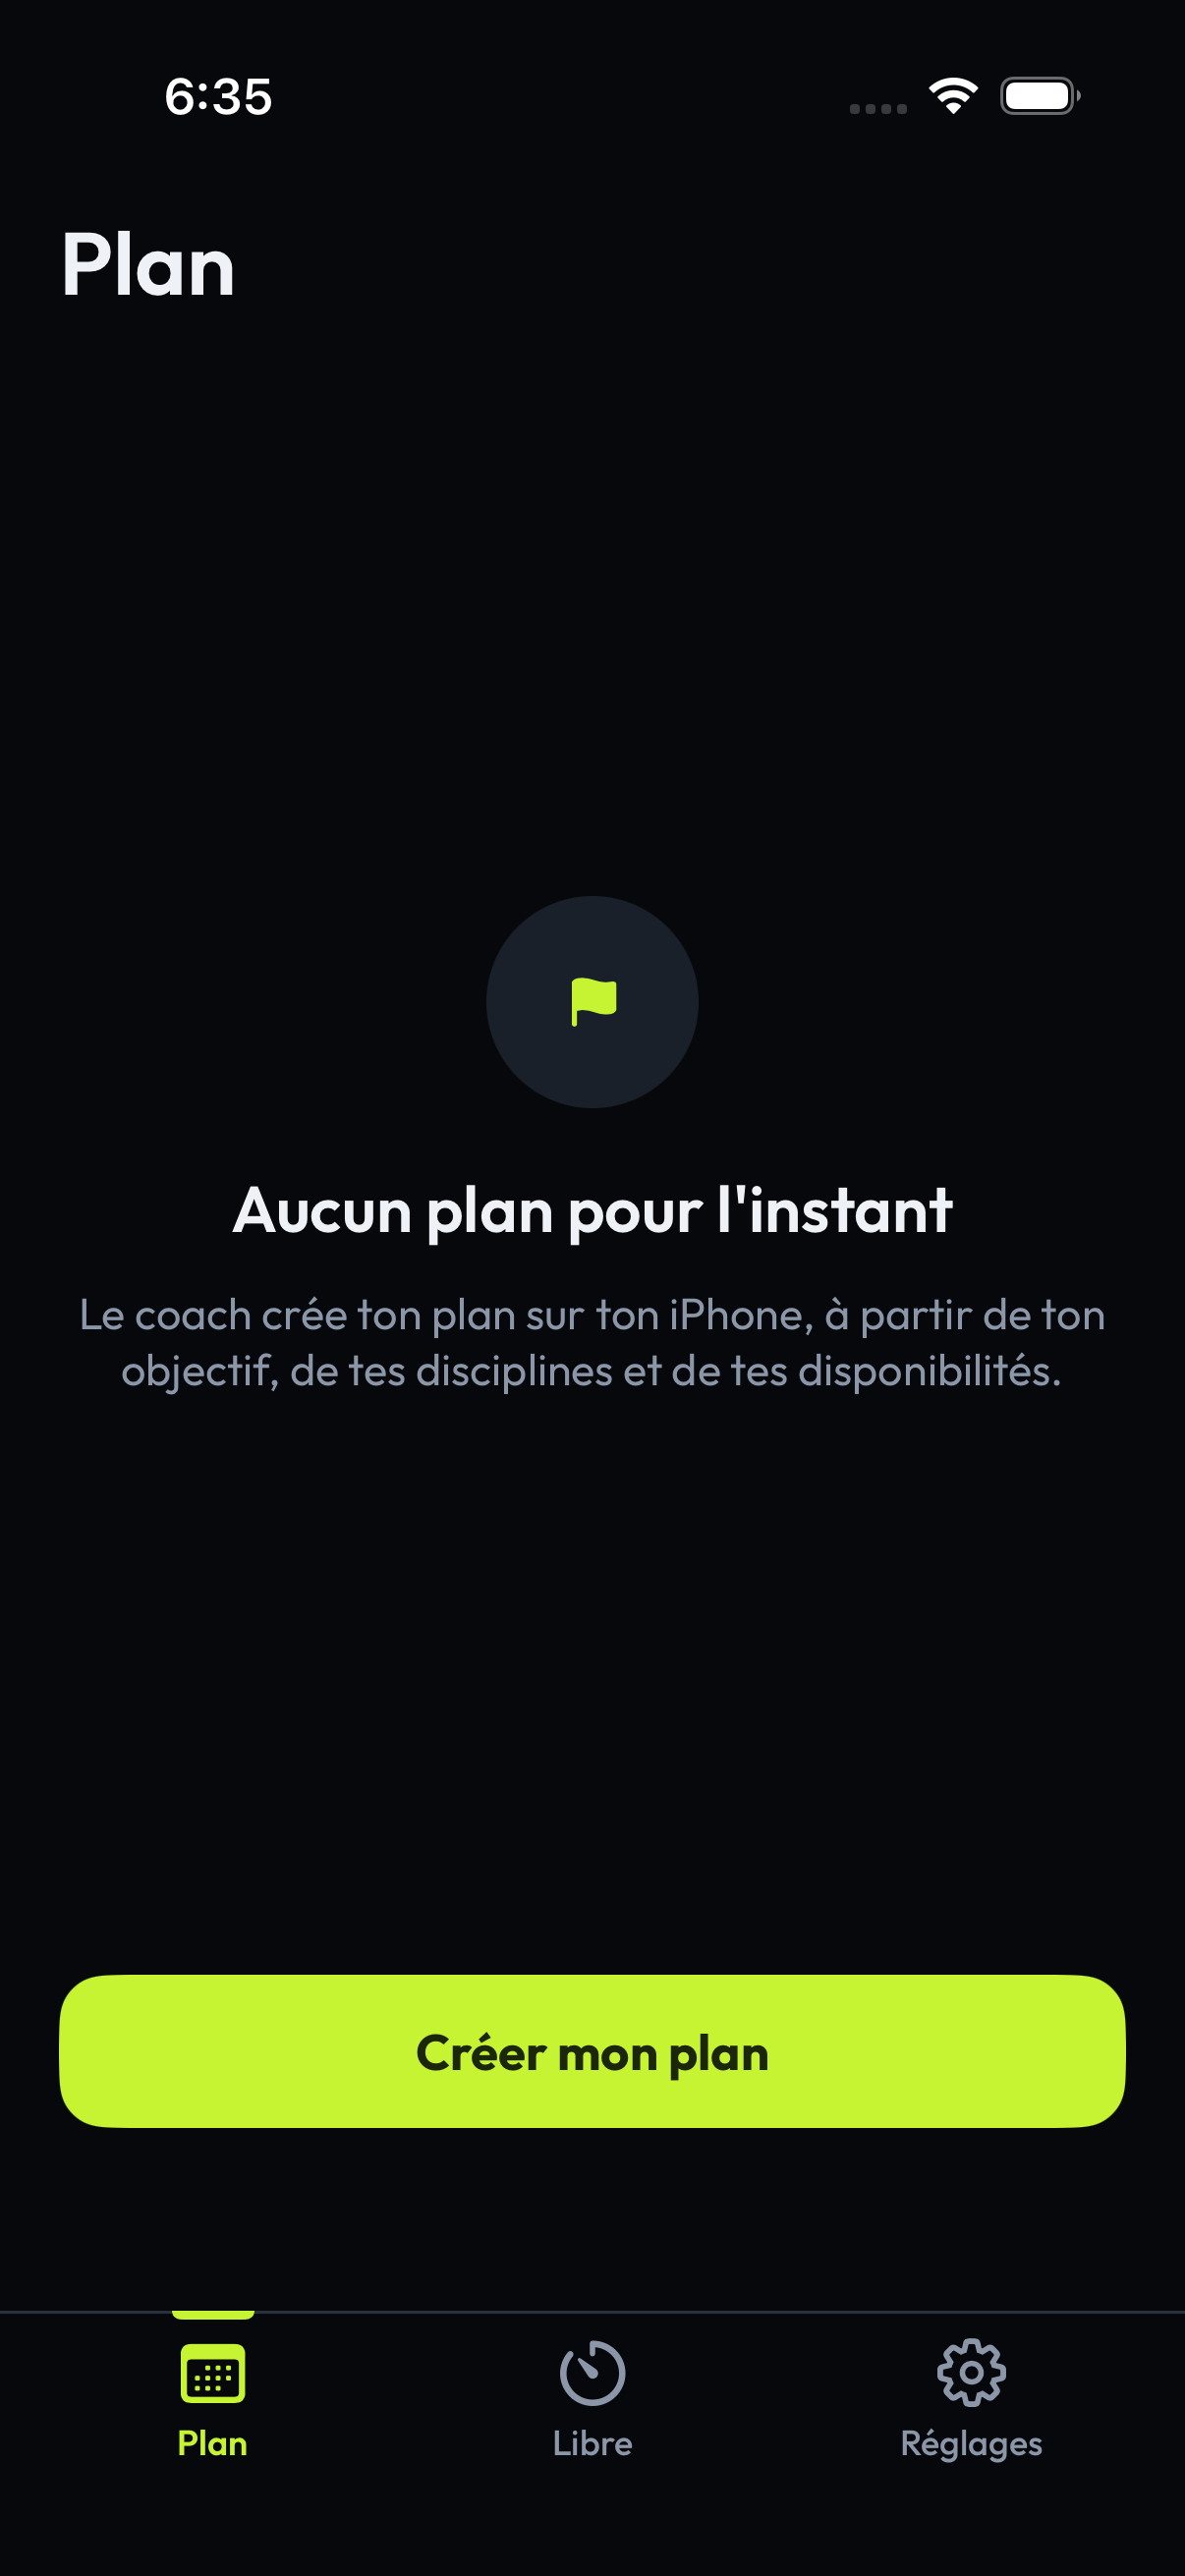 6:35
Plan
Aucun plan pour l'instant
Le coach crée ton plan sur ton iPhone, à partir de ton
objectif, de tes disciplines et de tes disponibilités.
Créer mon plan
Plan
Libre
Réglages